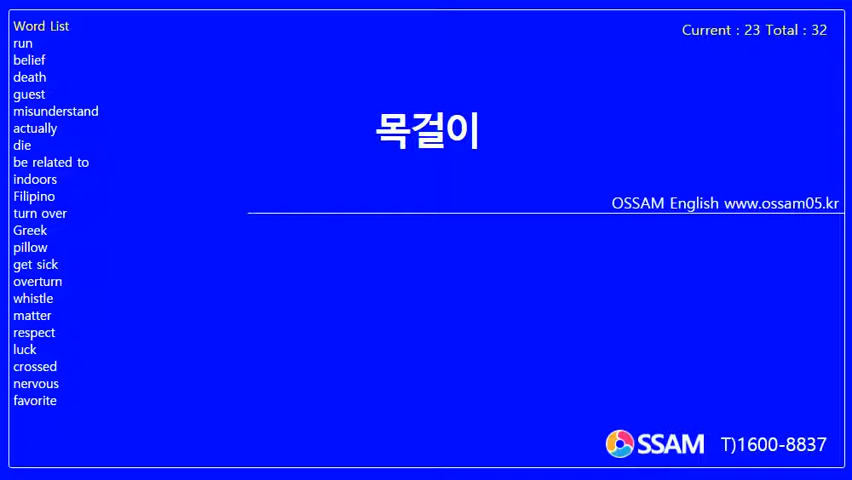 Word List
run
belief
death
guest
misunderstand
actually
die
be related to
indoors
Filipino
turn over
Greek
pillow
get sick
overturn
whistle
matter
respect
luck
crossed
nervous
favorite
Current : 23 Total : 32
목걸이
OSSAM English www.ossam05.kr
OSSAM T)1600-8837